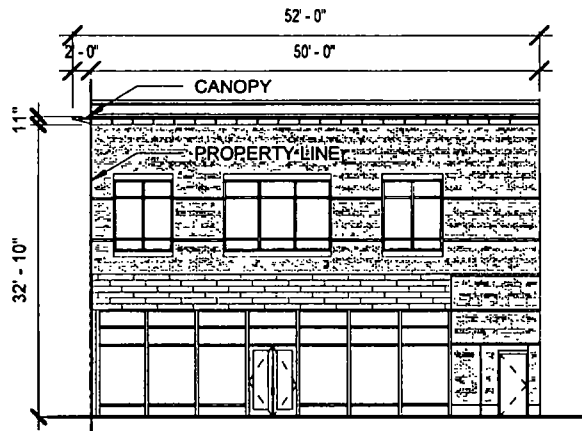 52' - 0"
2' - 0"
50' - 0"
CANOPY
11"
PROPERTY LINE
32' - 10"